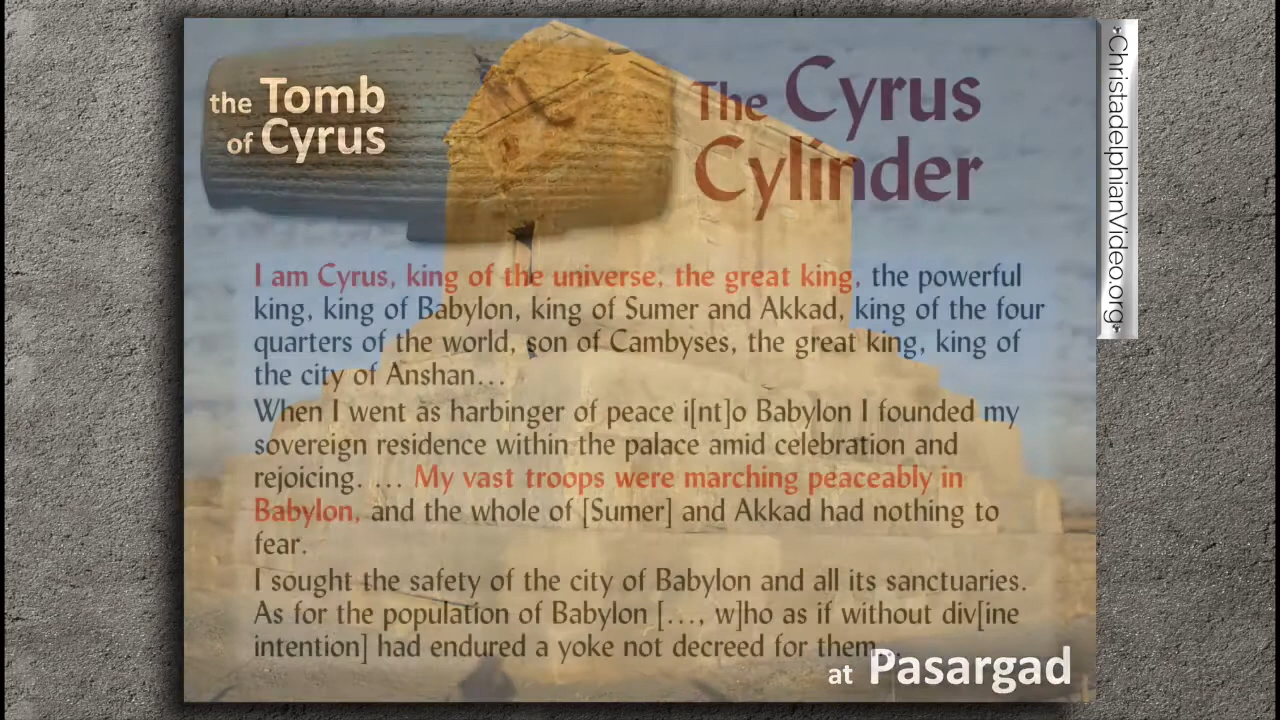 the Tomb
of Cyrus
The Cyrus
Cylinder
I am Cyrus, king of the universe, the great king, the powerful
king, king of Babylon, king of Sumer and Akkad, king of the four
quarters of the world, son of Cambyses, the great king, king of
the city of Anshan…
When I went as harbinger of peace i[nt]o Babylon I founded my
sovereign residence within the palace amid celebration and
rejoicing. … My vast troops were marching peaceably in
Babylon, and the whole of [Sumer] and Akkad had nothing to
fear.
I sought the safety of the city of Babylon and all its sanctuaries.
As for the population of Babylon […, w]ho as if without div[ine
intention] had endured a yoke not decreed for them…
at Pasargad
ChristadelphianVideo.org